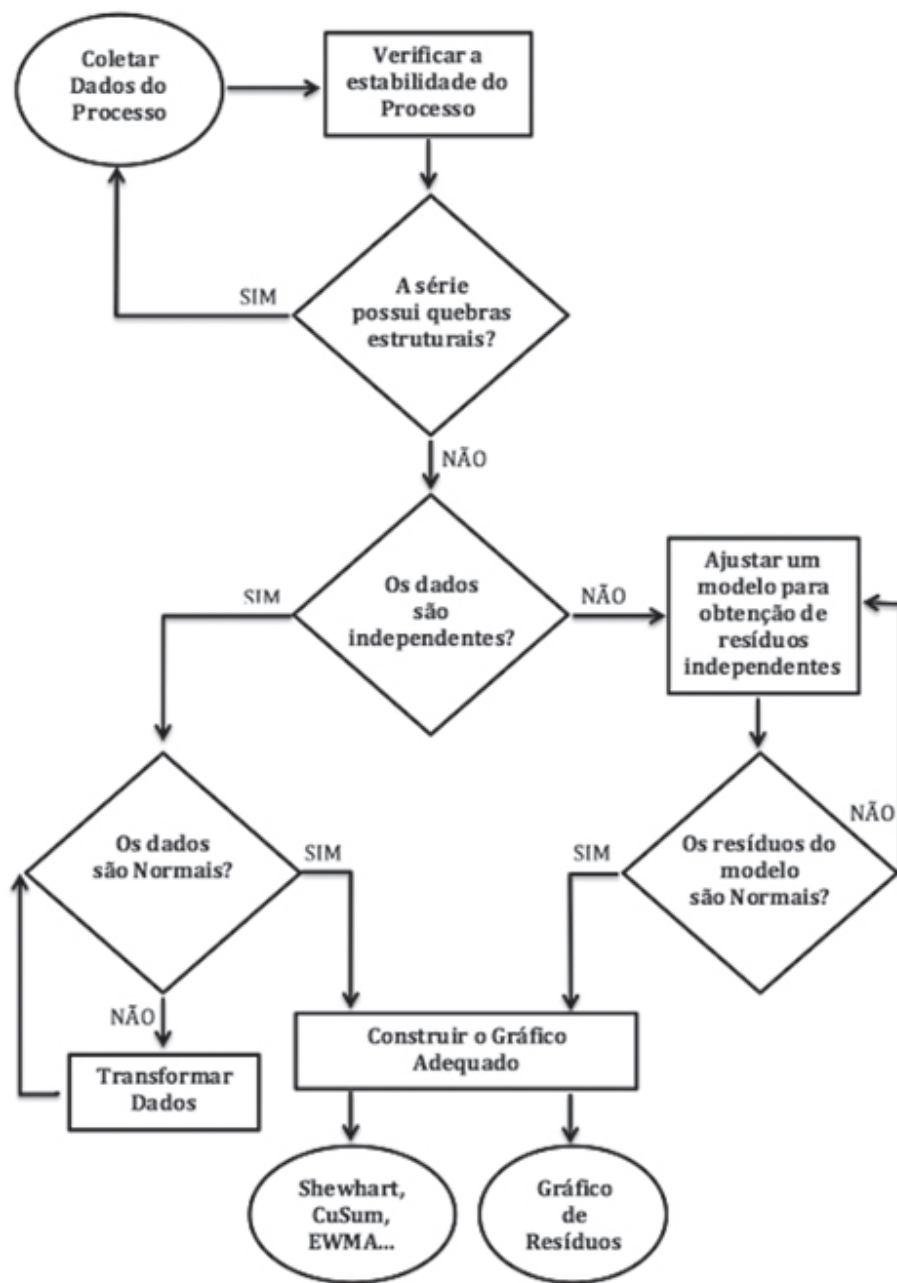 Coletar
Dados do
Processo
Verificar a
estabilidade do
Processo
SIM
A série
possui quebras
estruturais?
NÃO
SIM
Os dados
são
independentes?
NÃO
Ajustar um
modelo para
obtenção de
resíduos
independentes
Os dados
são Normais?
SIM
SIM
Os resíduos do
modelo
são Normais?
NÃO
NÃO
Transformar
Dados
Construir o Gráfico
Adequado
Shewhart,
CuSum,
EWMA...
Gráfico
de
Resíduos